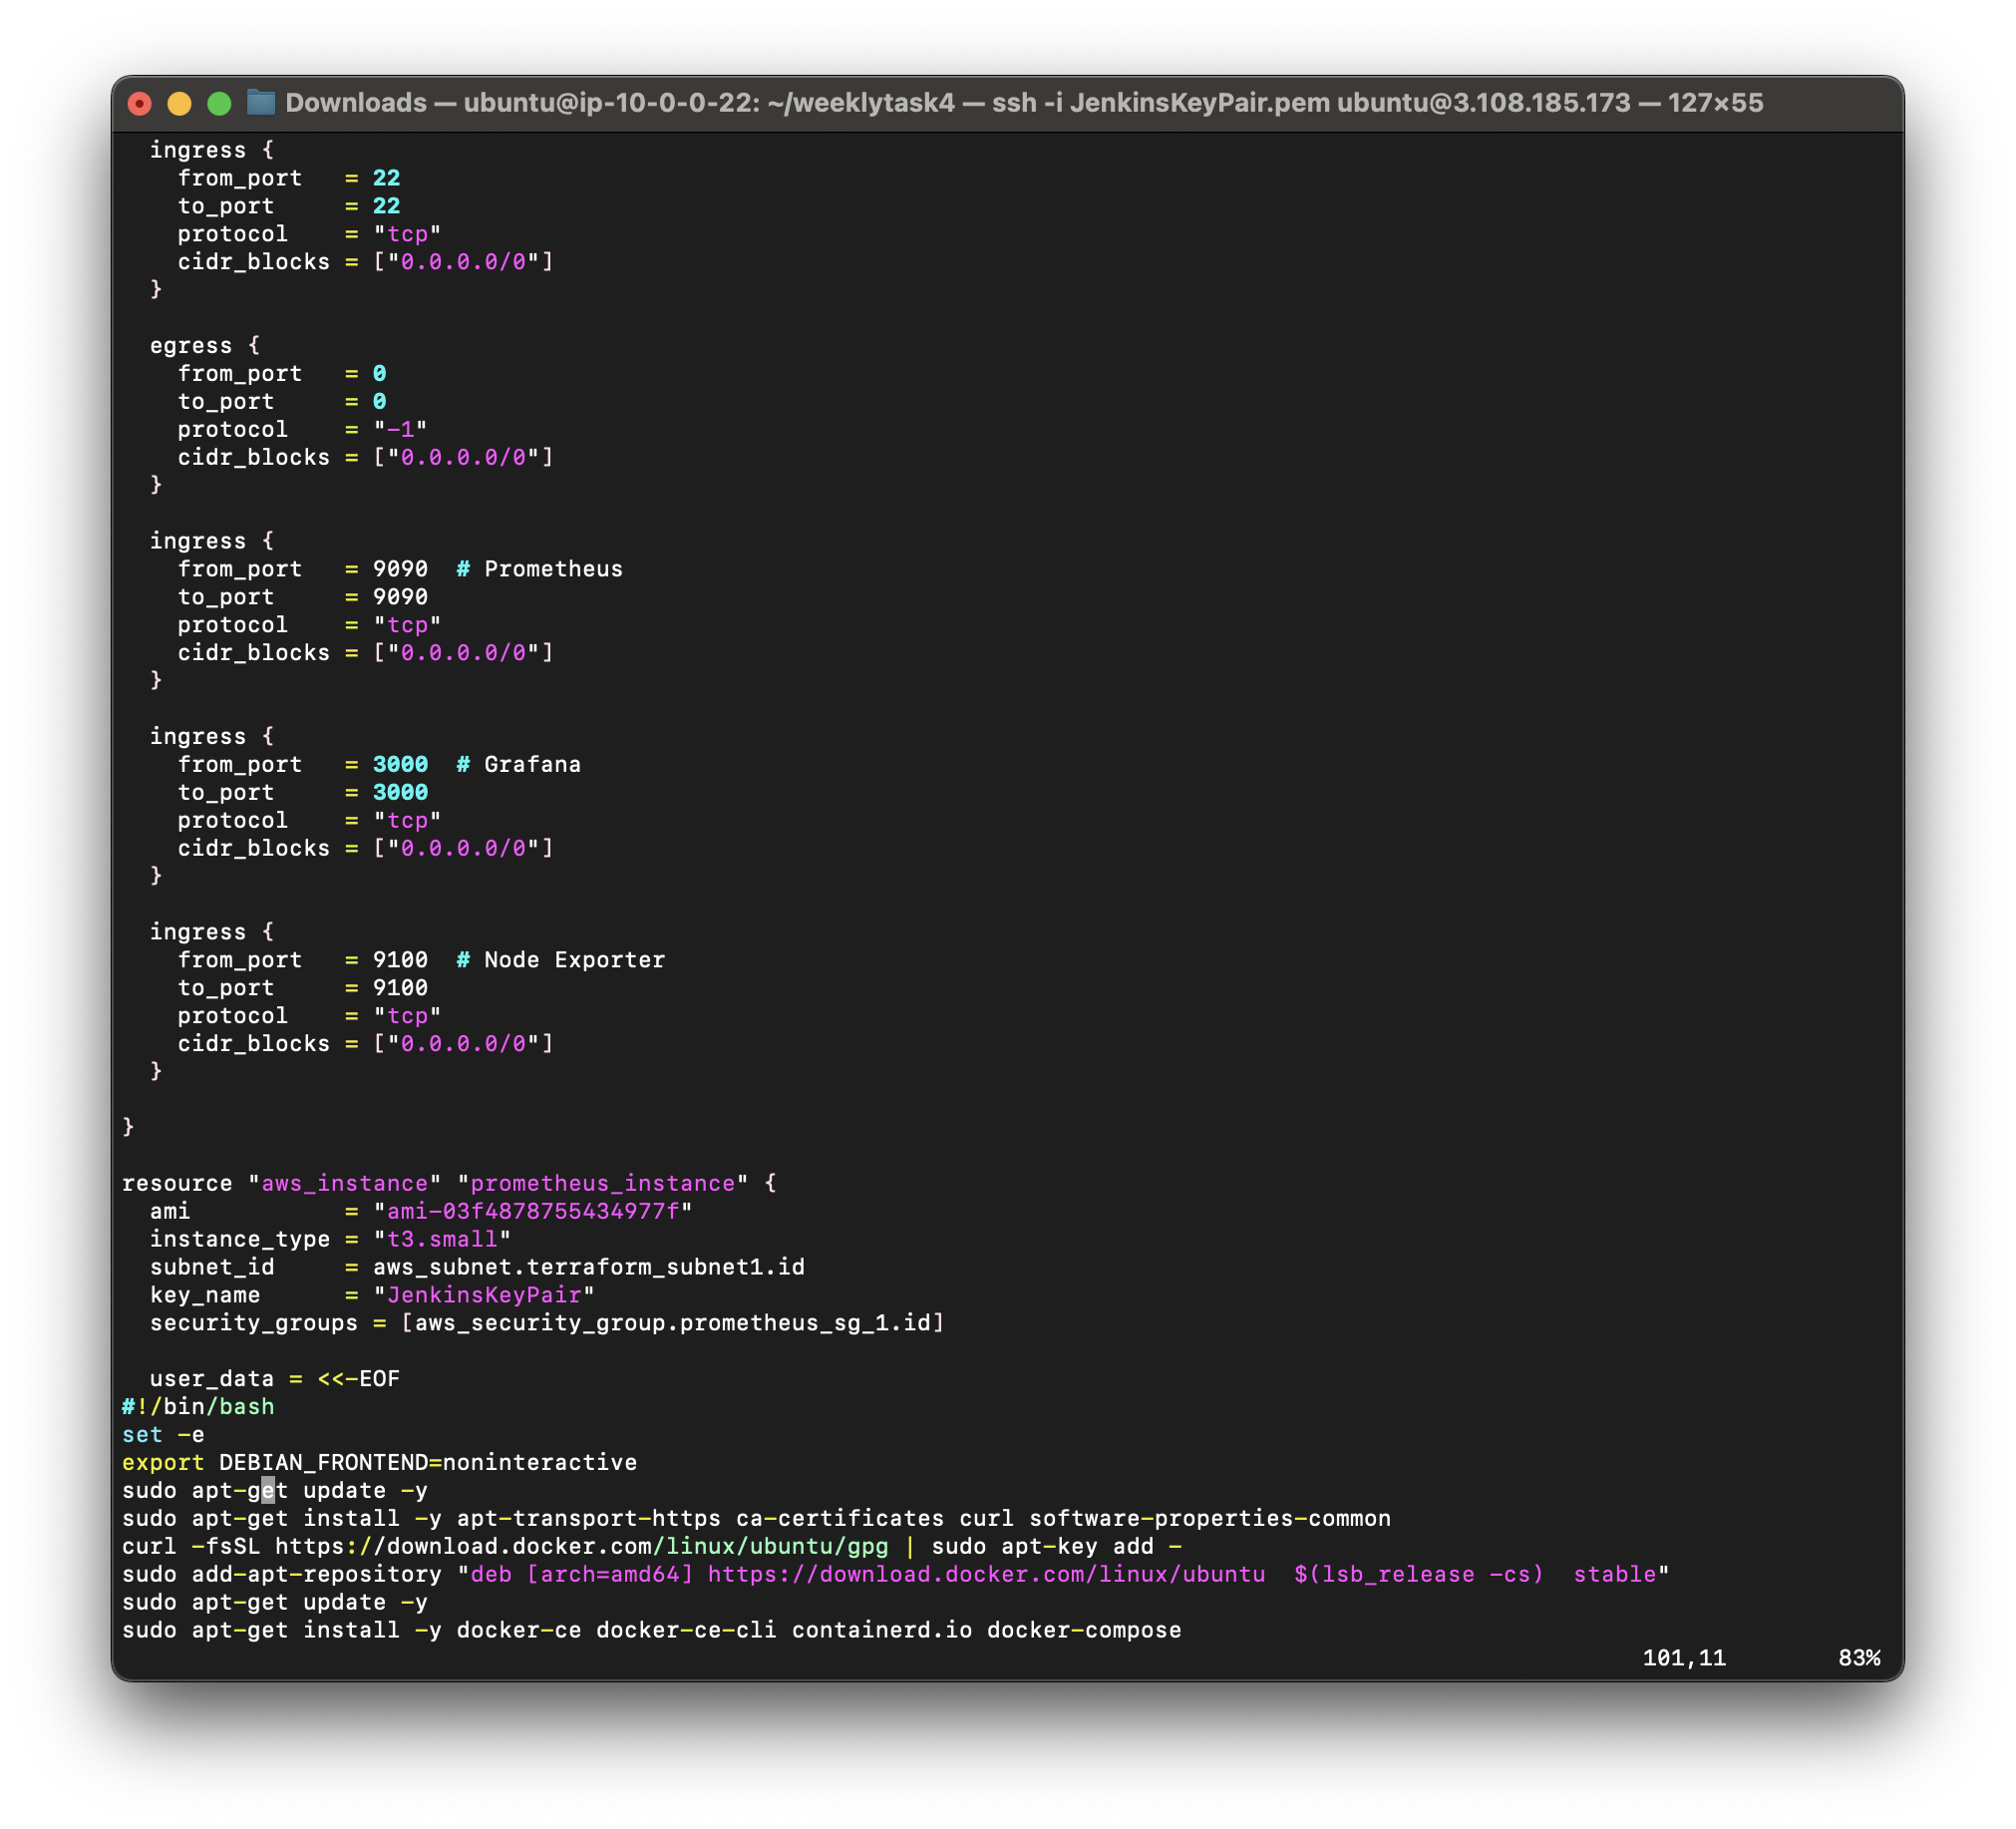 Downloads — ubuntu@ip-10-0-0-22: ~/weeklytask4 — ssh -i JenkinsKeyPair.pem ubuntu@3.108.185.173 — 127×55
  ingress {
    from_port   = 22
    to_port     = 22
    protocol    = "tcp"
    cidr_blocks = ["0.0.0.0/0"]
  }

  egress {
    from_port   = 0
    to_port     = 0
    protocol    = "-1"
    cidr_blocks = ["0.0.0.0/0"]
  }

  ingress {
    from_port   = 9090  # Prometheus
    to_port     = 9090
    protocol    = "tcp"
    cidr_blocks = ["0.0.0.0/0"]
  }

  ingress {
    from_port   = 3000  # Grafana
    to_port     = 3000
    protocol    = "tcp"
    cidr_blocks = ["0.0.0.0/0"]
  }

  ingress {
    from_port   = 9100  # Node Exporter
    to_port     = 9100
    protocol    = "tcp"
    cidr_blocks = ["0.0.0.0/0"]
  }

}

resource "aws_instance" "prometheus_instance" {
  ami           = "ami-03f4878755434977f"
  instance_type = "t3.small"
  subnet_id     = aws_subnet.terraform_subnet1.id
  key_name      = "JenkinsKeyPair"
  security_groups = [aws_security_group.prometheus_sg_1.id]

  user_data = <<-EOF
#!/bin/bash
set -e
export DEBIAN_FRONTEND=noninteractive
sudo apt-get update -y
sudo apt-get install -y apt-transport-https ca-certificates curl software-properties-common
curl -fsSL https://download.docker.com/linux/ubuntu/gpg | sudo apt-key add -
sudo add-apt-repository "deb [arch=amd64] https://download.docker.com/linux/ubuntu  $(lsb_release -cs)  stable"
sudo apt-get update -y
sudo apt-get install -y docker-ce docker-ce-cli containerd.io docker-compose
101,11        83%